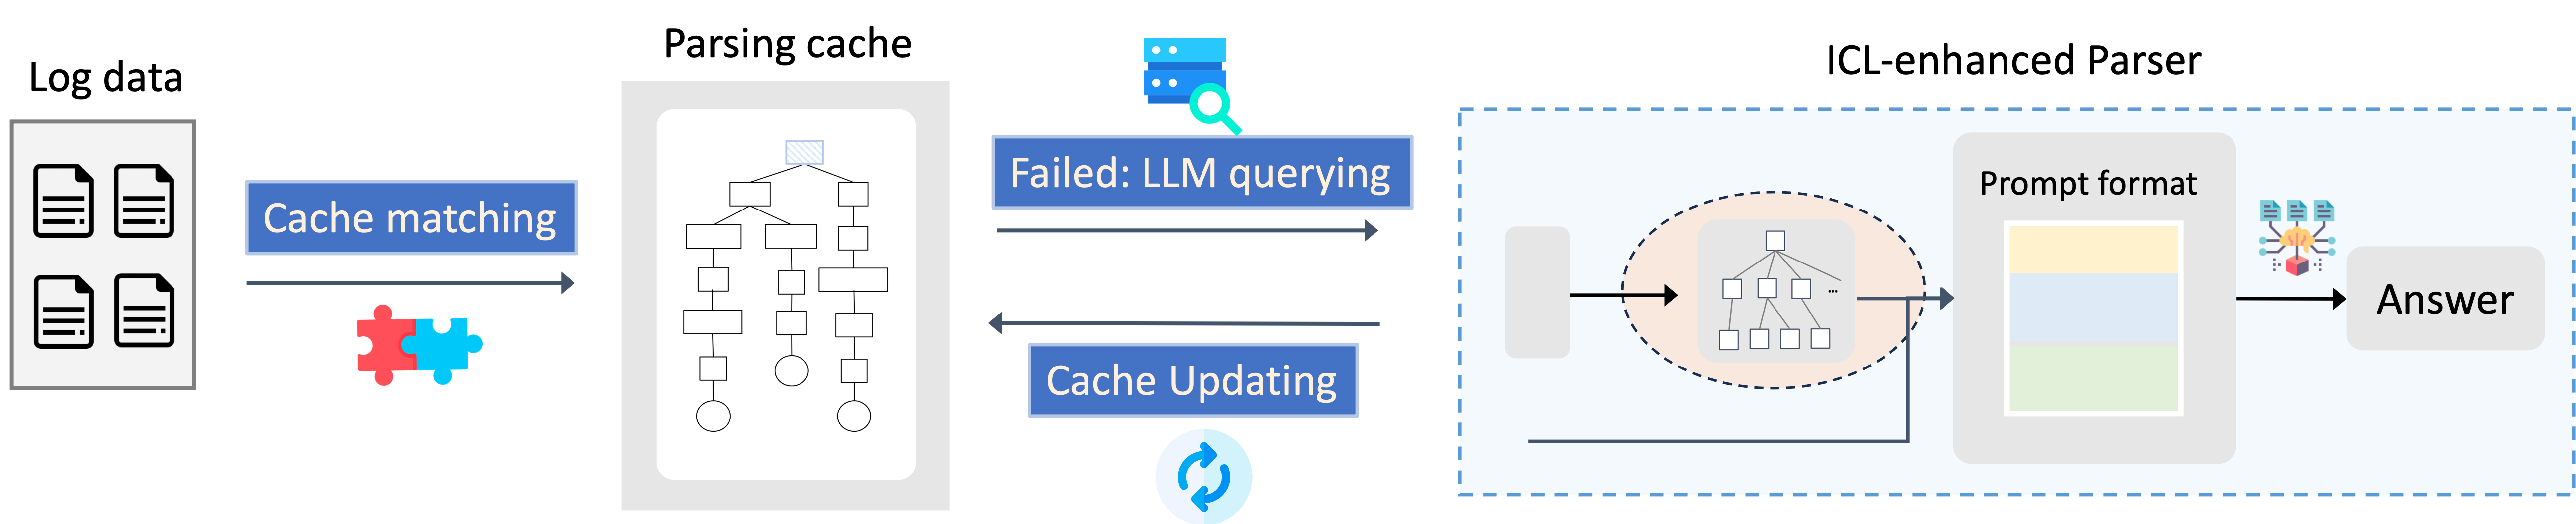 Log data
Cache matching
Parsing cache
Failed: LLM querying
Cache Updating
ICL-enhanced Parser
...
Prompt format
Answer